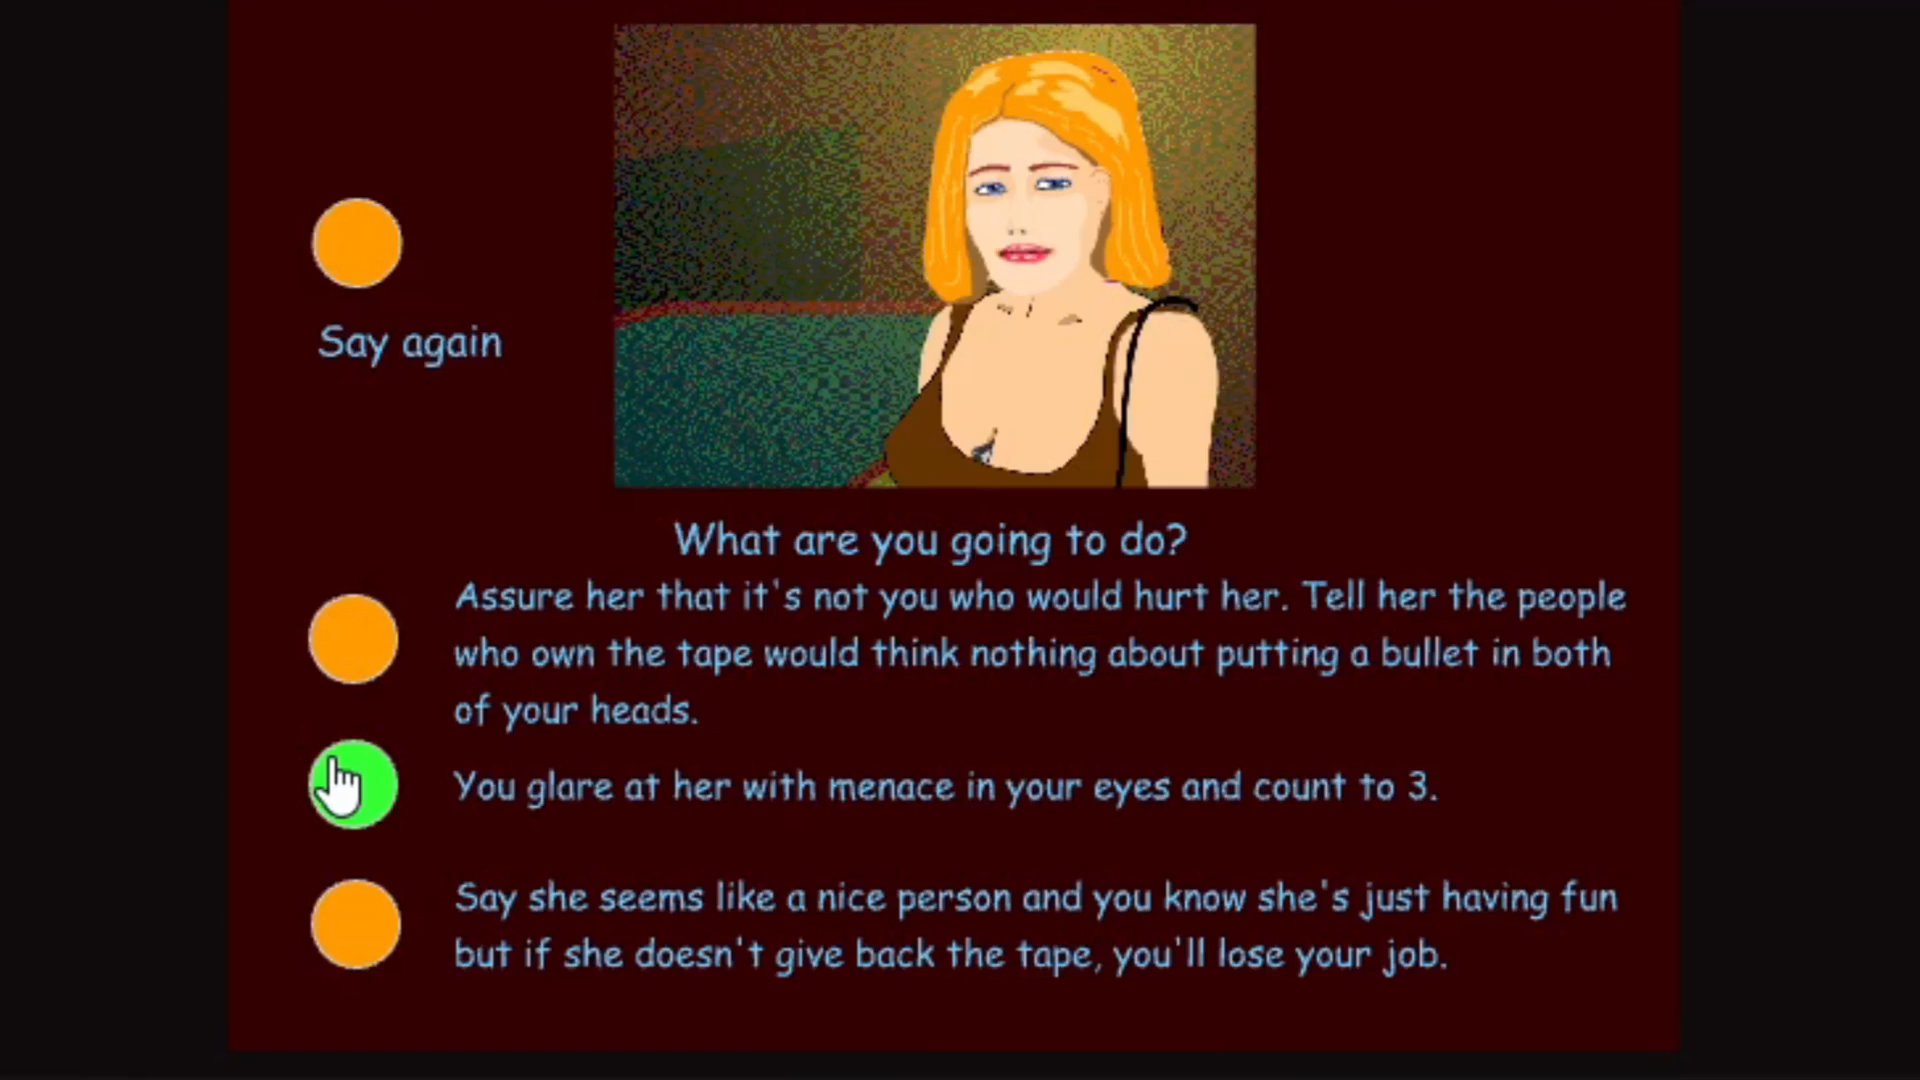 Say again
What are you going to do?
Assure her that it's not you who would hurt her. Tell her the people
who own the tape would think nothing about putting a bullet in both
of your heads.
You glare at her with menace in your eyes and count to 3.
Say she seems like a nice person and you know she's just having fun
but if she doesn't give back the tape, you'll lose your job.